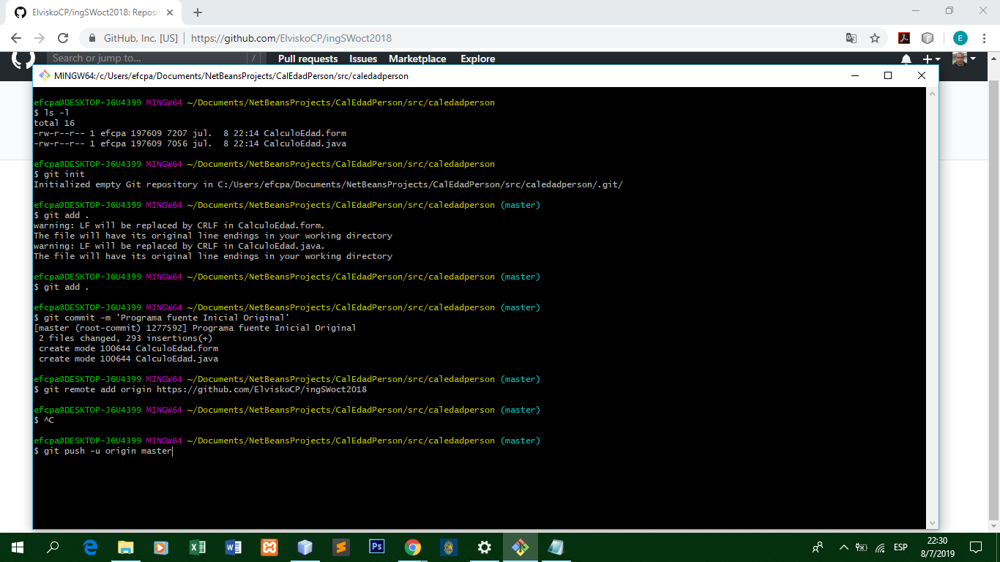 ElviskoCP/ingSWoct2018: Reposit
GitHub, Inc. [US] | https://github.com/ElviskoCP/ingSWoct2018
E
Search or jump to... /
Pull requests Issues Marketplace Explore
MINGW64:/c/Users/efcpa/Documents/NetBeansProjects/CalEdadPerson/src/caledadperson
efcpa@DESKTOP-J6U4399 MINGW64 ~/Documents/NetBeansProjects/CalEdadPerson/src/caledadperson
$ ls -l
total 16
-rw-r--r-- 1 efcpa 197609 7207 jul.  8 22:14 CalculoEdad.form
-rw-r--r-- 1 efcpa 197609 7056 jul.  8 22:14 CalculoEdad.java
efcpa@DESKTOP-J6U4399 MINGW64 ~/Documents/NetBeansProjects/CalEdadPerson/src/caledadperson
$ git init
Initialized empty Git repository in C:/Users/efcpa/Documents/NetBeansProjects/CalEdadPerson/src/caledadperson/.git/
efcpa@DESKTOP-J6U4399 MINGW64 ~/Documents/NetBeansProjects/CalEdadPerson/src/caledadperson (master)
$ git add .
warning: LF will be replaced by CRLF in CalculoEdad.form.
The file will have its original line endings in your working directory
warning: LF will be replaced by CRLF in CalculoEdad.java.
The file will have its original line endings in your working directory
efcpa@DESKTOP-J6U4399 MINGW64 ~/Documents/NetBeansProjects/CalEdadPerson/src/caledadperson (master)
$ git add .
efcpa@DESKTOP-J6U4399 MINGW64 ~/Documents/NetBeansProjects/CalEdadPerson/src/caledadperson (master)
$ git commit -m 'Programa fuente Inicial Original'
[master (root-commit) 1277592] Programa fuente Inicial Original
 2 files changed, 293 insertions(+)
 create mode 100644 CalculoEdad.form
 create mode 100644 CalculoEdad.java
efcpa@DESKTOP-J6U4399 MINGW64 ~/Documents/NetBeansProjects/CalEdadPerson/src/caledadperson (master)
$ git remote add origin https://github.com/ElviskoCP/ingSWoct2018
efcpa@DESKTOP-J6U4399 MINGW64 ~/Documents/NetBeansProjects/CalEdadPerson/src/caledadperson (master)
$ ^C
efcpa@DESKTOP-J6U4399 MINGW64 ~/Documents/NetBeansProjects/CalEdadPerson/src/caledadperson (master)
$ git push -u origin master
Ps
ESP
22:30
8/7/2019